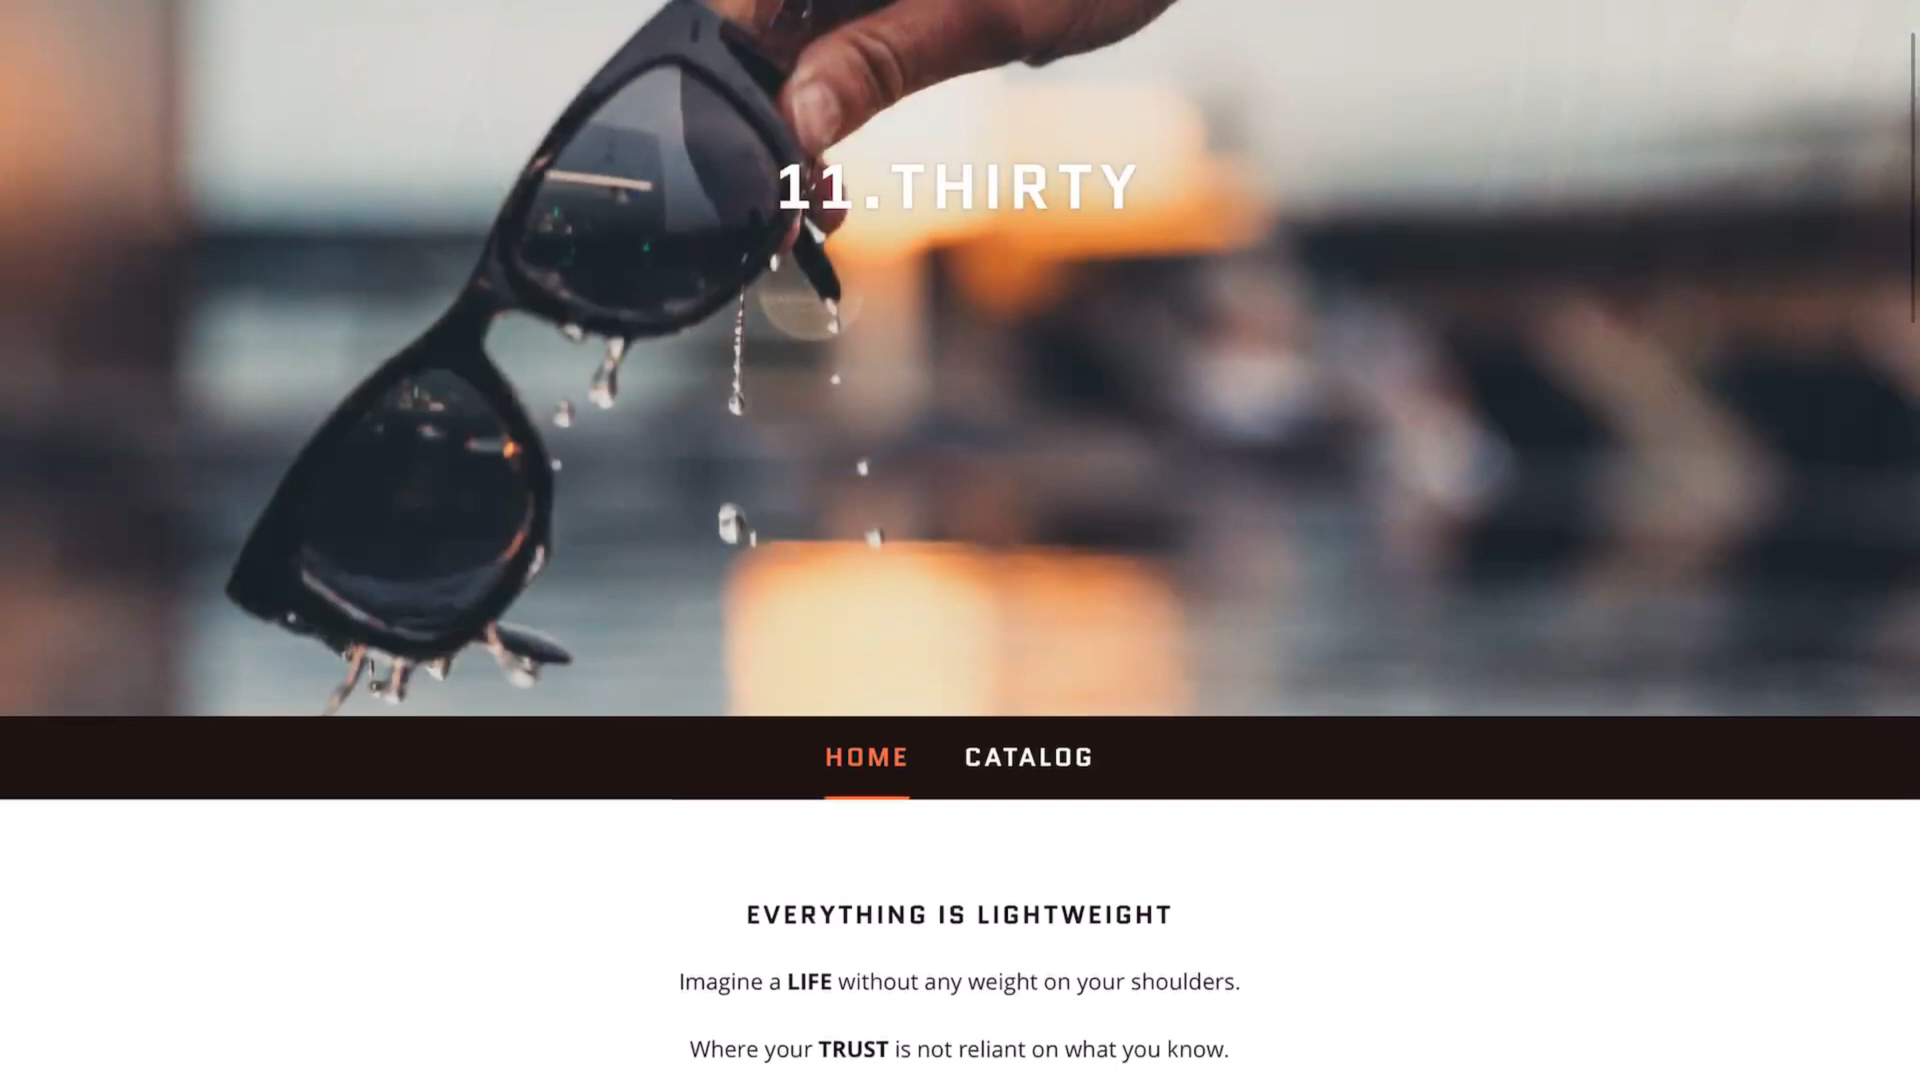 11.THIRTY
HOME CATALOG
EVERYTHING IS LIGHTWEIGHT
Imagine a LIFE without any weight on your shoulders.
Where your TRUST is not reliant on what you know.